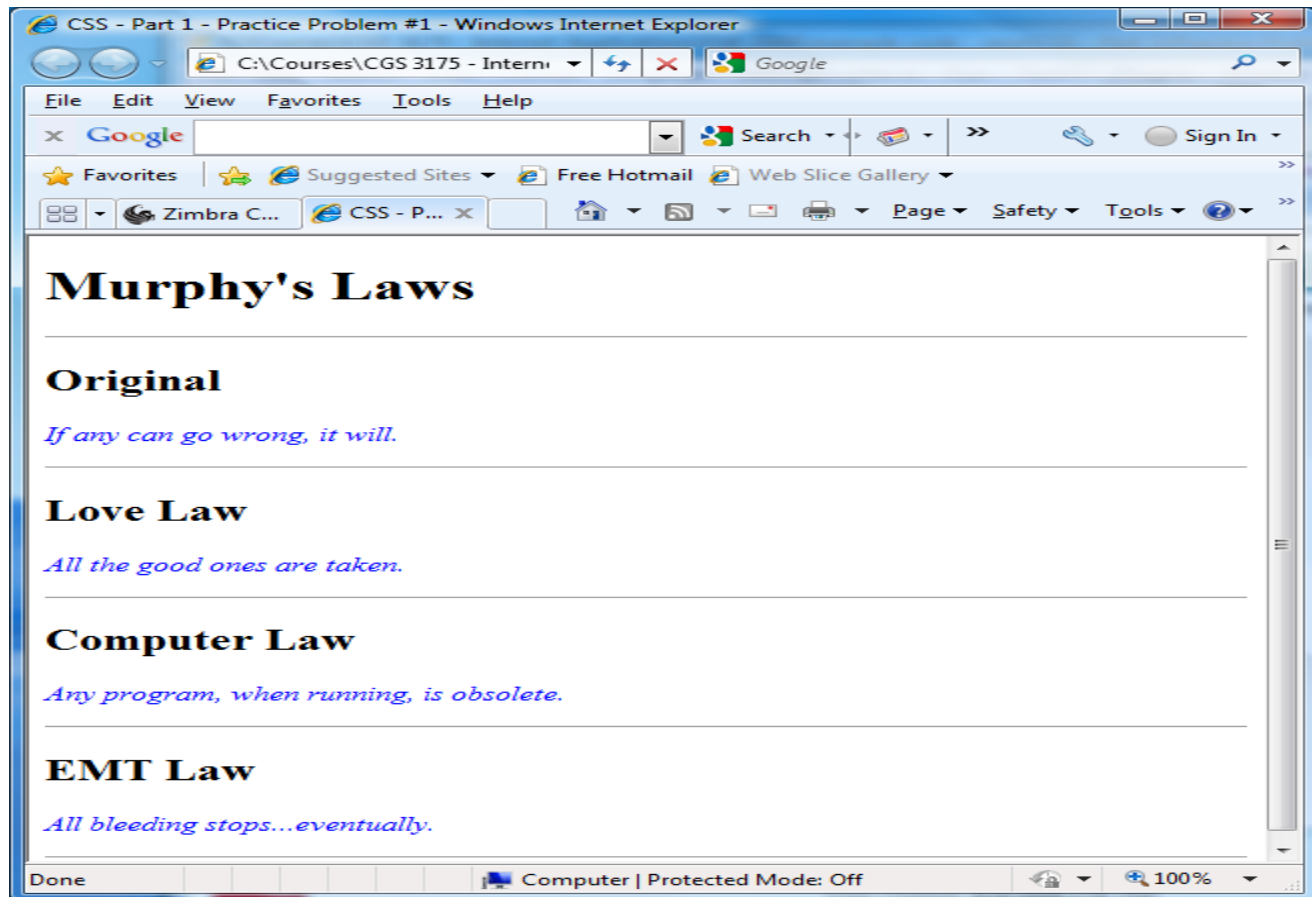 CSS - Part 1 - Practice Problem #1 - Windows Internet Explorer
C:\Courses\CGS 3175 - Intern
Google
File Edit View Favorites Tools Help
x Google Search >> Sign In
Favorites Suggested Sites Free Hotmail Web Slice Gallery >>
Zimbra C... CSS - P... x Page Safety Tools >>
Murphy's Laws
Original
If any can go wrong, it will.
Love Law
All the good ones are taken.
Computer Law
Any program, when running, is obsolete.
EMT Law
All bleeding stops...eventually.
Done Computer | Protected Mode: Off 100%